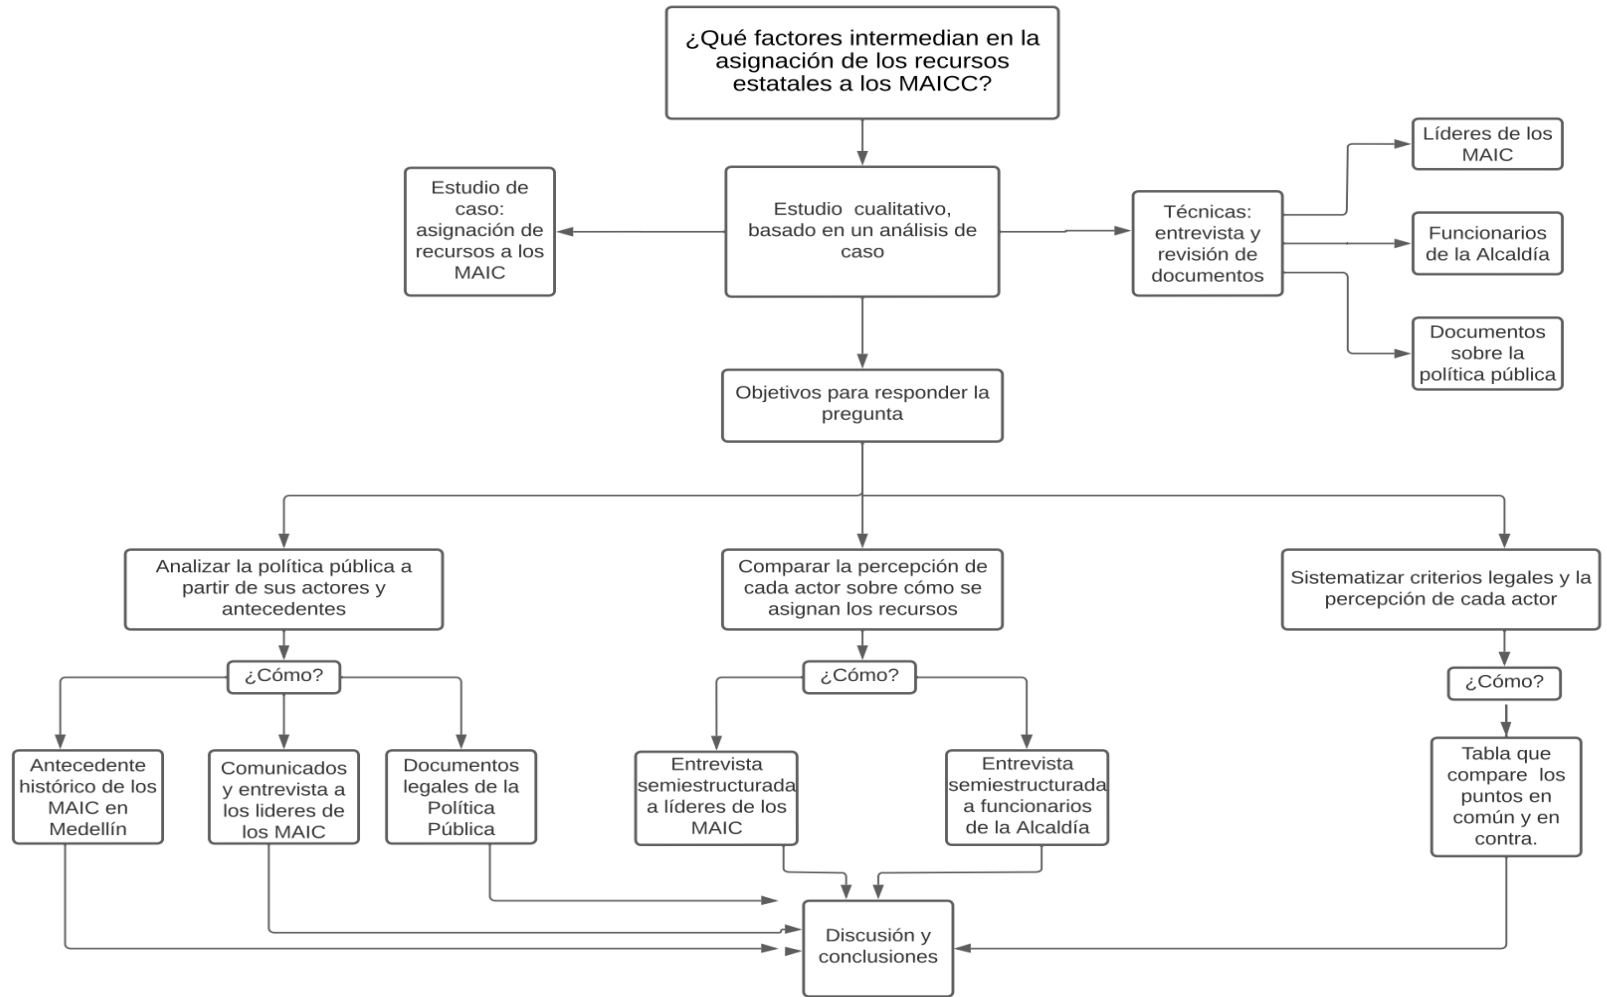 ¿Qué factores intermedian en la
asignación de los recursos
estatales a los MAICC?
Estudio de
caso:
asignación de
recursos a los
MAIC
Estudio cualitativo,
basado en un análisis de
caso
Técnicas:
entrevista y
revisión de
documentos
Líderes de los
MAIC
Funcionarios
de la Alcaldía
Documentos
sobre la
política pública
Objetivos para responder la
pregunta
Analizar la política pública a
partir de sus actores y
antecedentes
Comparar la percepción de
cada actor sobre cómo se
asignan los recursos
Sistematizar criterios legales y la
percepción de cada actor
¿Cómo?
¿Cómo?
¿Cómo?
Antecedente
histórico de los
MAIC en
Medellín
Comunicados
y entrevista a
los lideres de
los MAIC
Documentos
legales de la
Política
Pública
Entrevista
semiestructurada
a líderes de los
MAIC
Entrevista
semiestructurada
a funcionarios
de la Alcaldía
Tabla que
compare los
puntos en
común y en
contra.
Discusión y
conclusiones